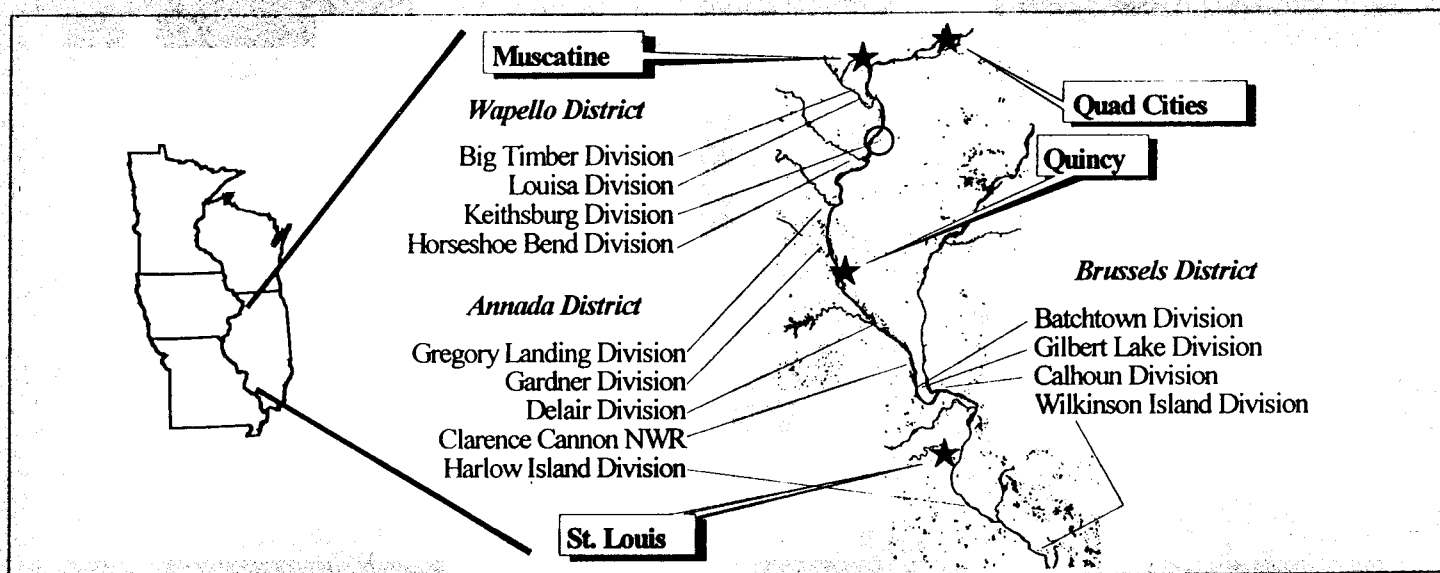 Muscatine
Quad Cities
Wapello District
Big Timber Division
Louisa Division
Keithsburg Division
Horseshoe Bend Division
Quincy
Annada District
Gregory Landing Division
Gardner Division
Delair Division
Clarence Cannon NWR
Harlow Island Division
Brussels District
Batchtown Division
Gilbert Lake Division
Calhoun Division
Wilkinson Island Division
St. Louis